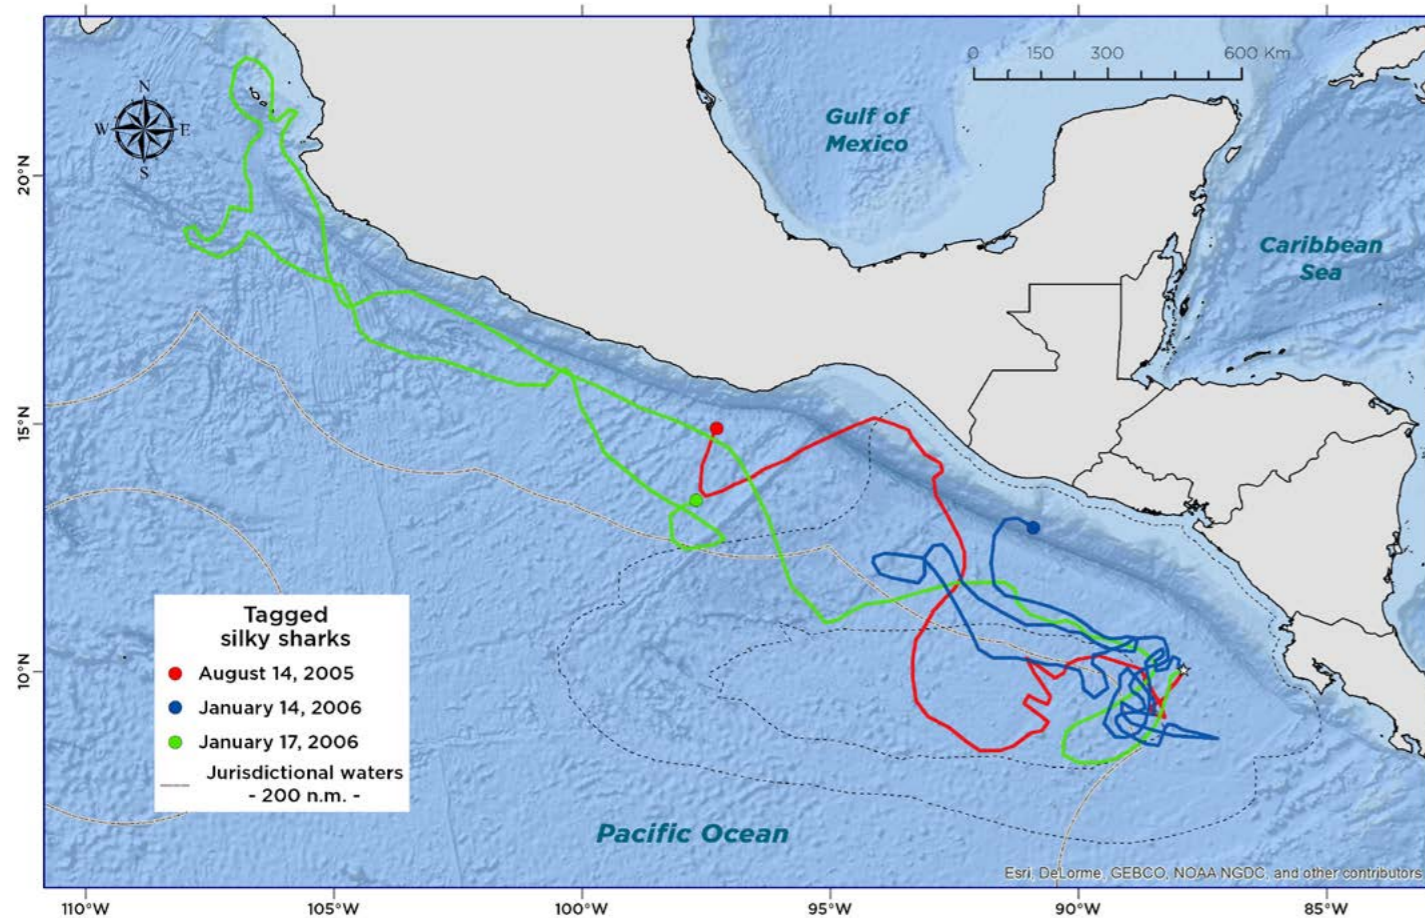 0 150 300 600 Km
N
W E
S
Gulf of
Mexico
Caribbean
Sea
20°N
15°N
10°N
Tagged
silky sharks
August 14, 2005
January 14, 2006
January 17, 2006
Jurisdictional waters
- 200 n.m. -
Pacific Ocean
Esri, DeLorme, GEBCO, NOAA NGDC, and other contributors
110°W 105°W 100°W 95°W 90°W 85°W